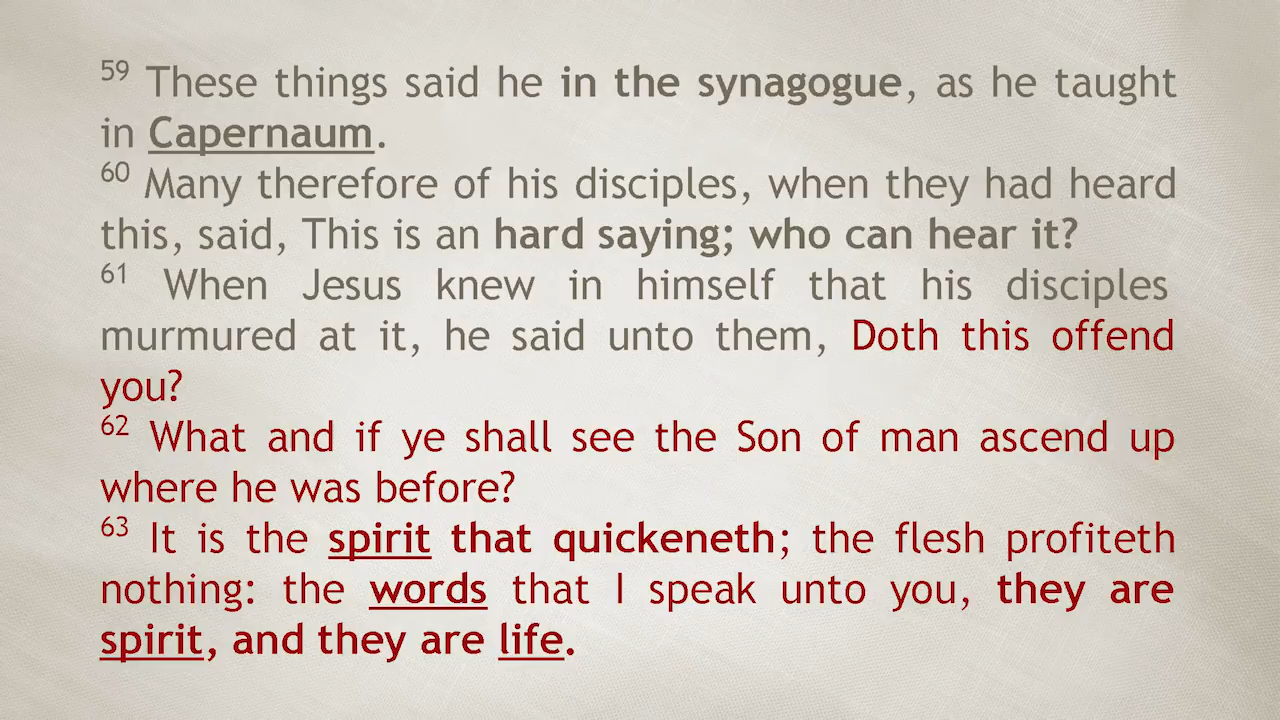 59 These things said he in the synagogue, as he taught
in Capernaum.
60 Many therefore of his disciples, when they had heard
this, said, This is an hard saying; who can hear it?
61 When Jesus knew in himself that his disciples
murmured at it, he said unto them, Doth this offend
you?
62 What and if ye shall see the Son of man ascend up
where he was before?
63 It is the spirit that quickeneth; the flesh profiteth
nothing: the words that I speak unto you, they are
spirit, and they are life.